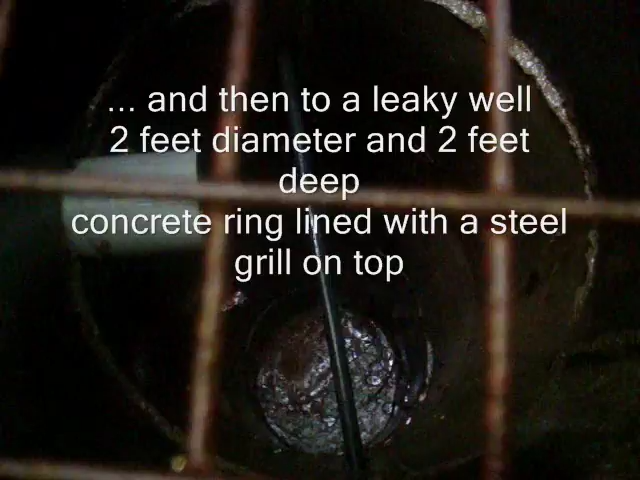 ... and then to a leaky well
2 feet diameter and 2 feet
deep
concrete ring lined with a steel
grill on top